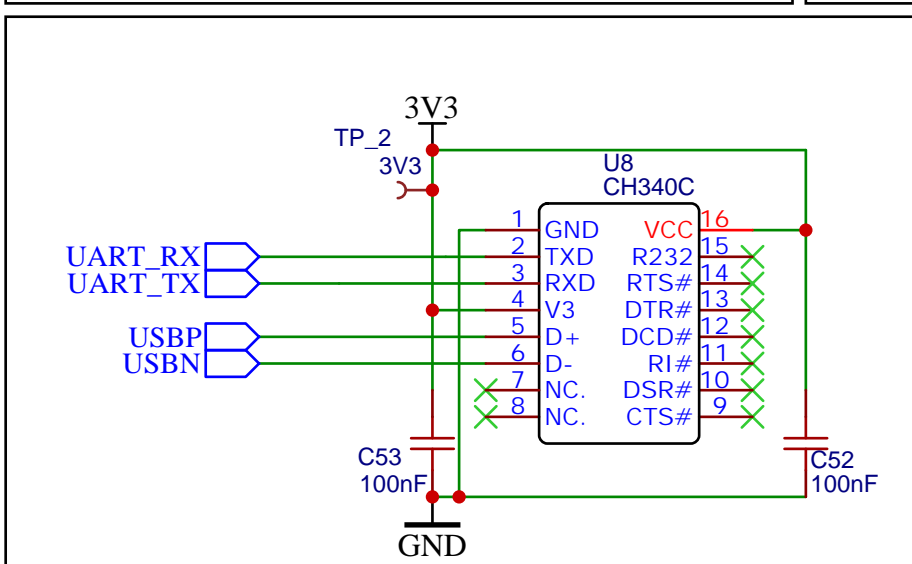 3V3
TP_2
3V3
U8
CH340C
1 GND VCC 16
UART_RX 2 TXD R232 15
UART_TX 3 RXD RTS# 14
4 V3 DTR# 13
USBP 5 D+ DCD# 12
USBN 6 D- RI# 11
7 NC. DSR# 10
8 NC. CTS# 9
C53
100nF
C52
100nF
GND